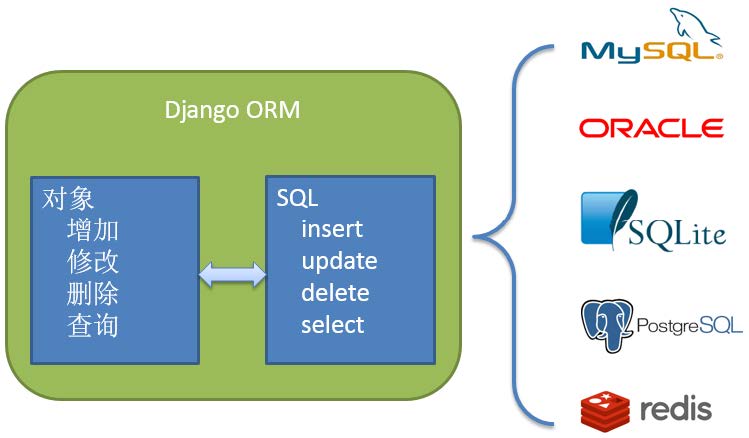 Django ORM
对象
增加
修改
删除
查询
SQL
insert
update
delete
select
MySQL®
ORACLE
SQLite
PostgreSQL
redis